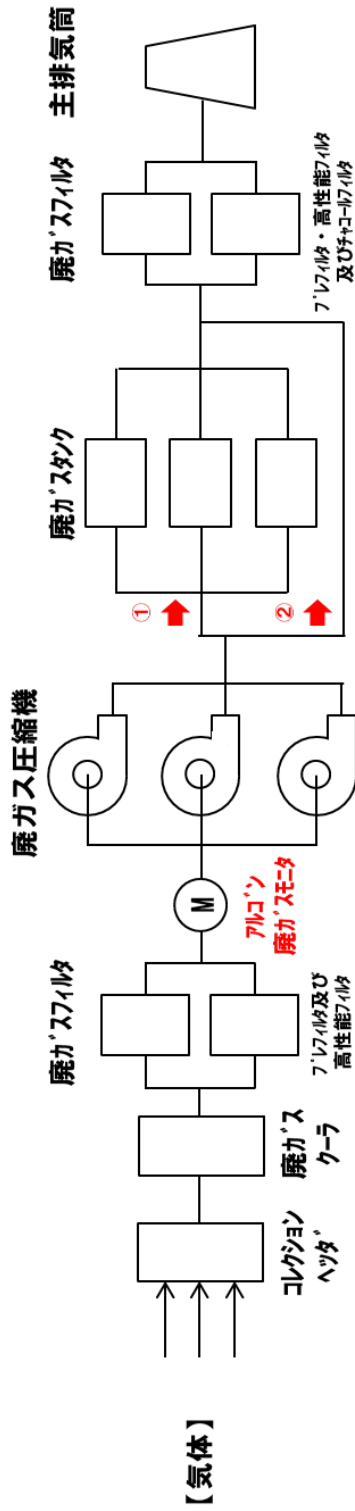 【気体】
コレクション
ヘッダ
廃ガス
クーラ
廃ガスフィルタ
プレフィルタ及び
高性能フィルタ
M
アルゴン
廃ガスモニタ
廃ガス圧縮機
①
②
廃ガスタンク
廃ガスフィルタ
プレフィルタ・高性能フィルタ
及びチャコールフィルタ
主排気筒